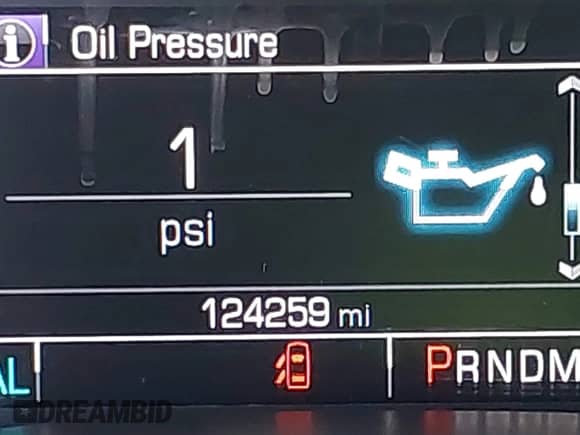 i Oil Pressure
1
psi
124259 mi
AL
PRNDM
DREAMBID